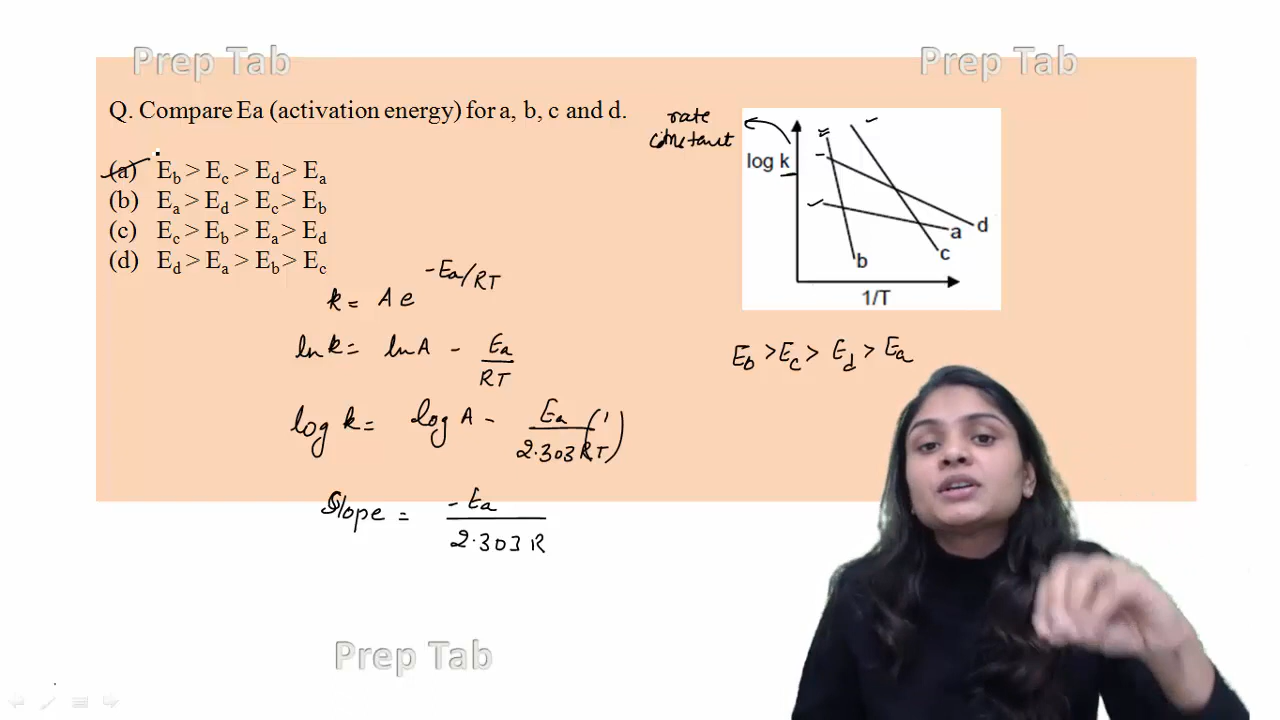 Prep Tab
Prep Tab
Q. Compare Ea (activation energy) for a, b, c and d.
(a) E_b > E_c > E_d > E_a
(b) E_a > E_d > E_c > E_b
(c) E_c > E_b > E_a > E_d
(d) E_d > E_a > E_b > E_c
rate
constant
log k
d
a
c
b
1/T
k = A e^{-Ea/RT}
ln k = ln A - Ea/RT
log k = log A - Ea/2.303R (1/T)
Slope = -Ea/2.303 R
E_b > E_c > E_d > E_a
Prep Tab